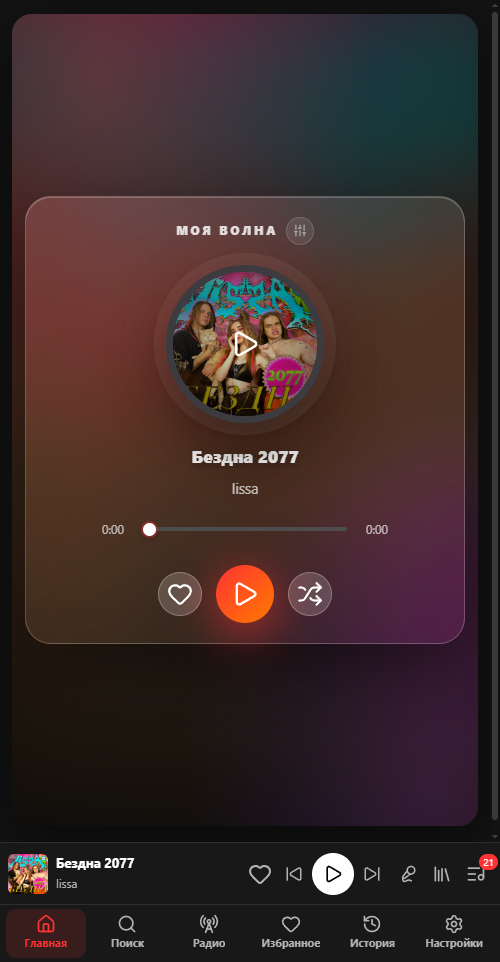 МОЯ ВОЛНА
2077
Бездна 2077
lissa
0:00 0:00
Бездна 2077
lissa
21
Главная Поиск Радио Избранное История Настройки